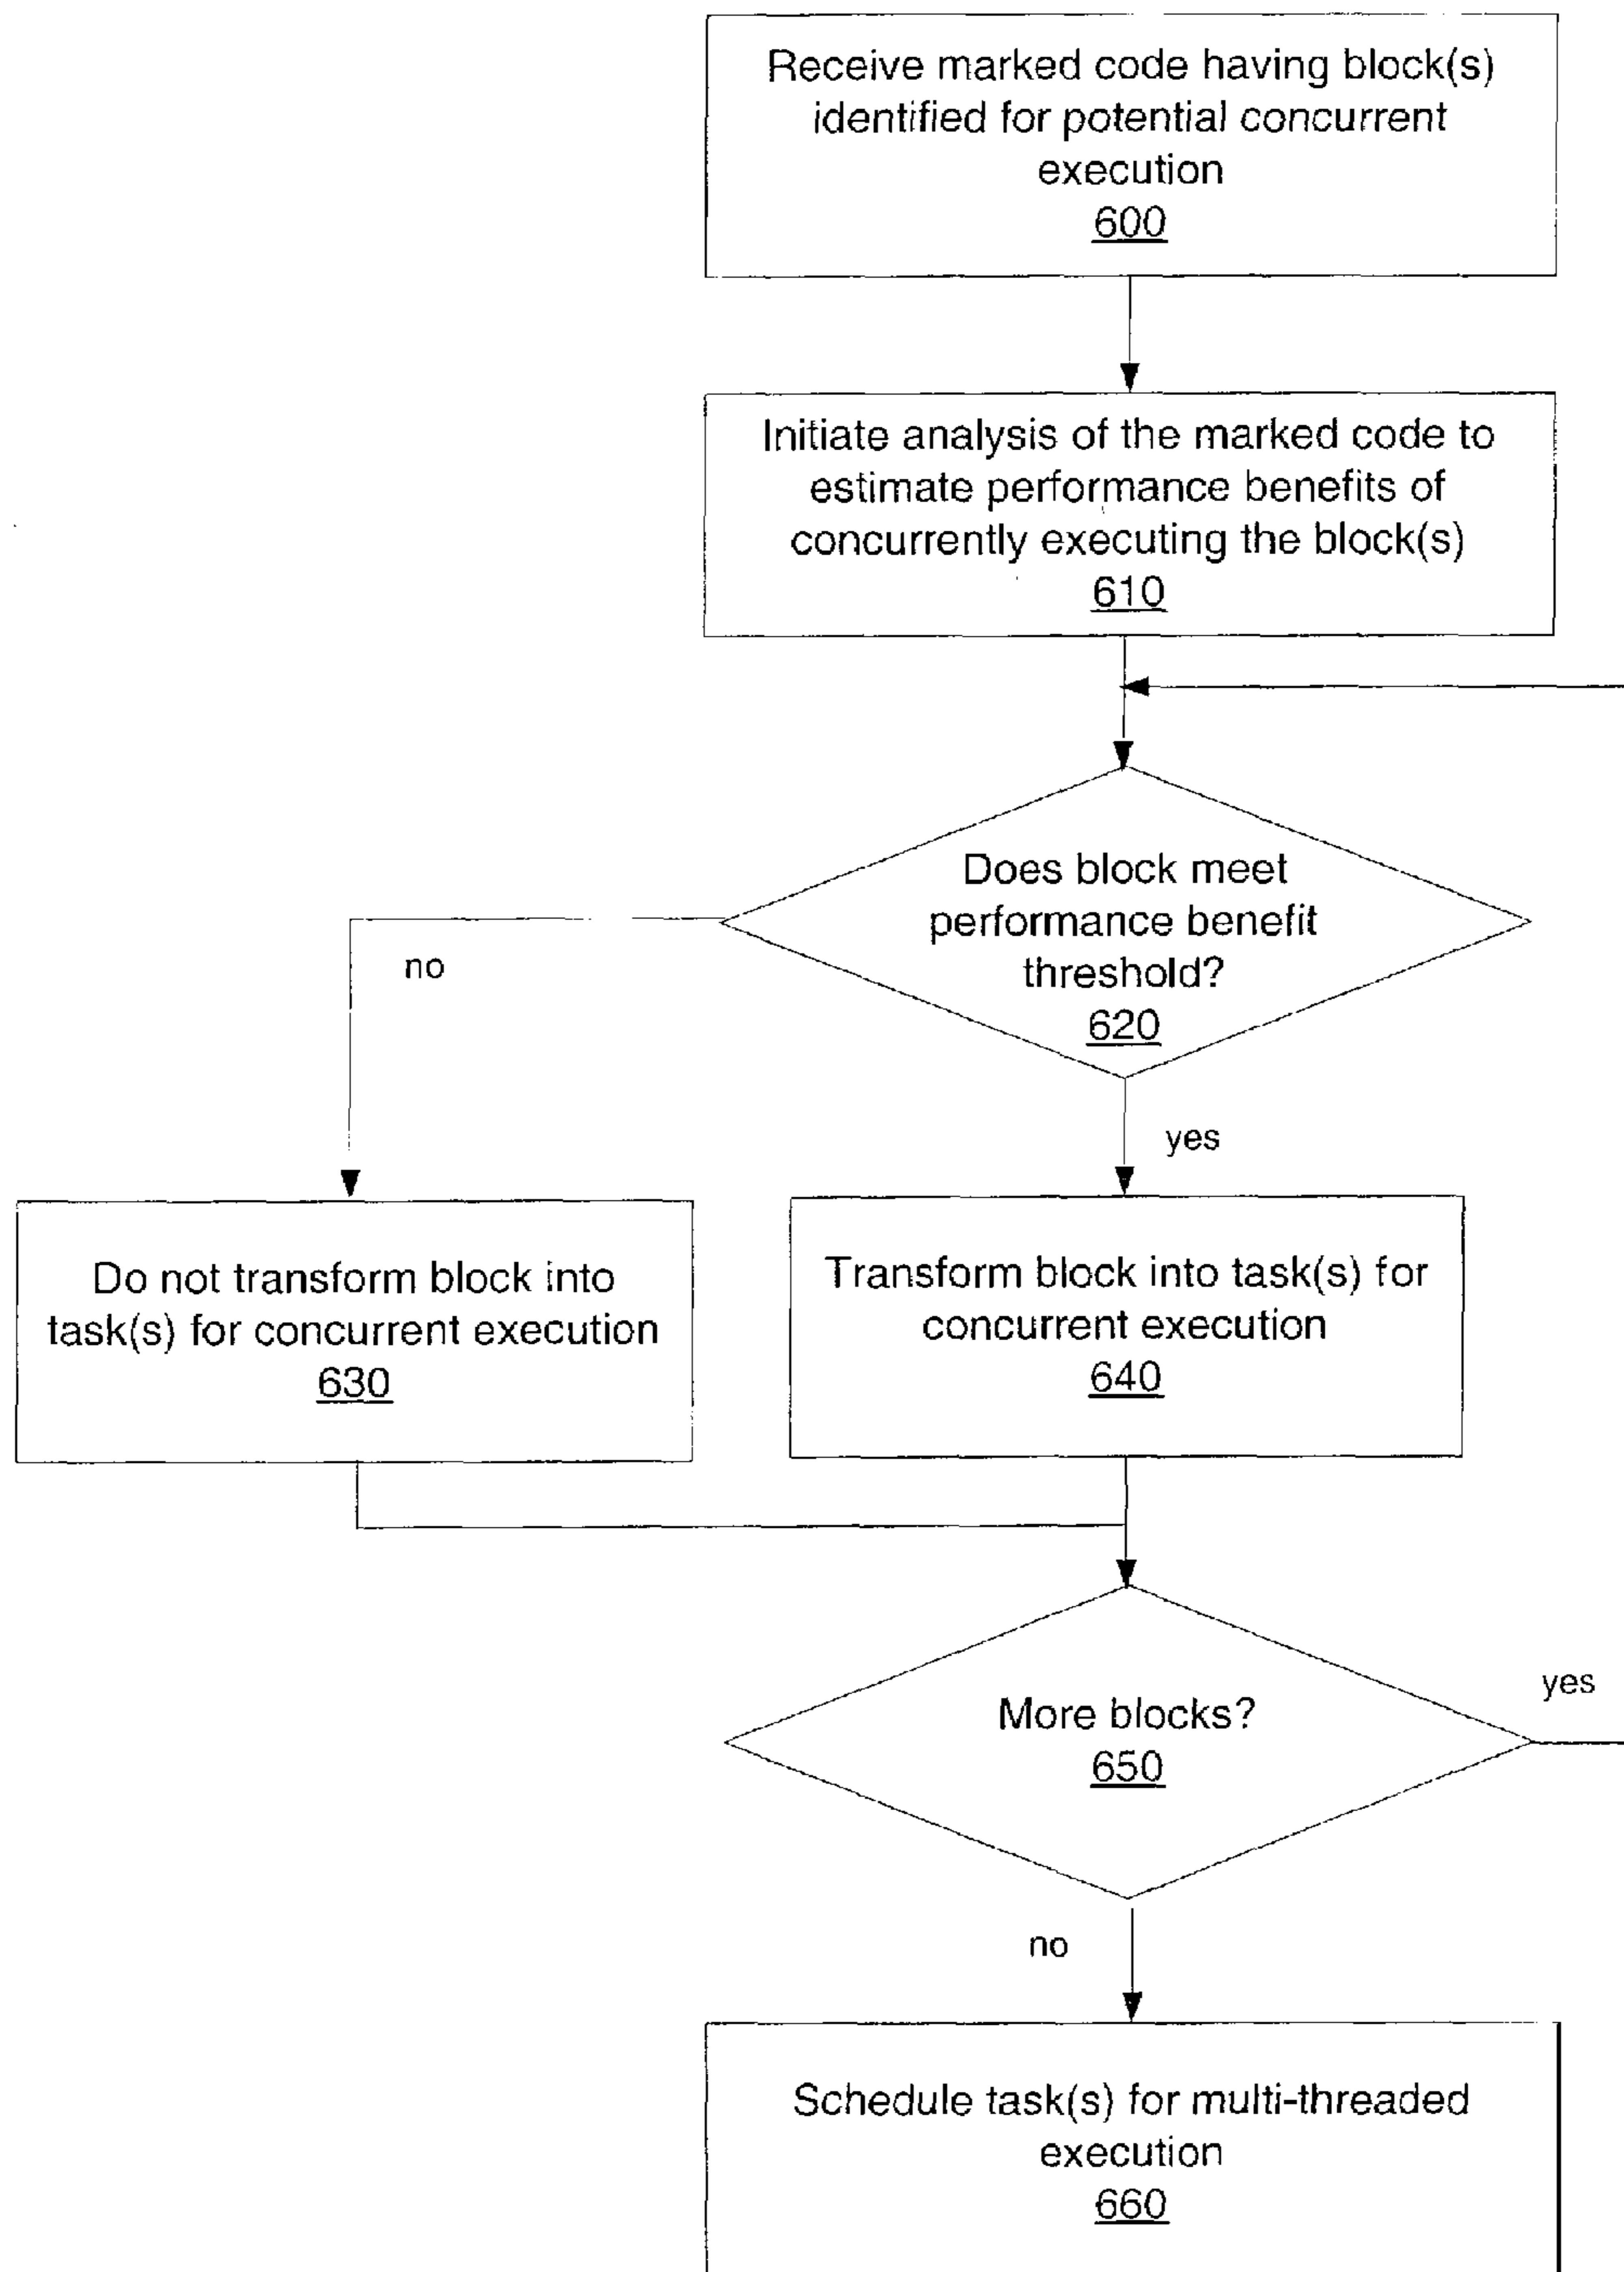 Receive marked code having block(s)
identified for potential concurrent
execution
600
Initiate analysis of the marked code to
estimate performance benefits of
concurrently executing the block(s)
610
Does block meet
performance benefit
threshold?
620
no
yes
Do not transform block into
task(s) for concurrent execution
630
Transform block into task(s) for
concurrent execution
640
More blocks?
650
yes
no
Schedule task(s) for multi-threaded
execution
660